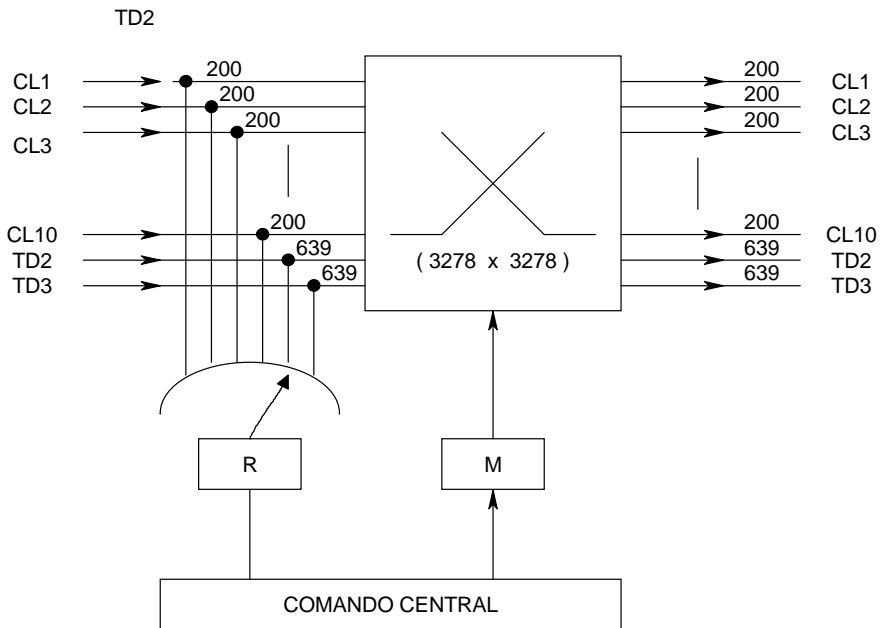 TD2
CL1 200 200 CL1
CL2 200 200 CL2
CL3 200 200 CL3
CL10 200 200 CL10
TD2 639 639 TD2
TD3 639 639 TD3
( 3278 x 3278 )
R M
COMANDO CENTRAL